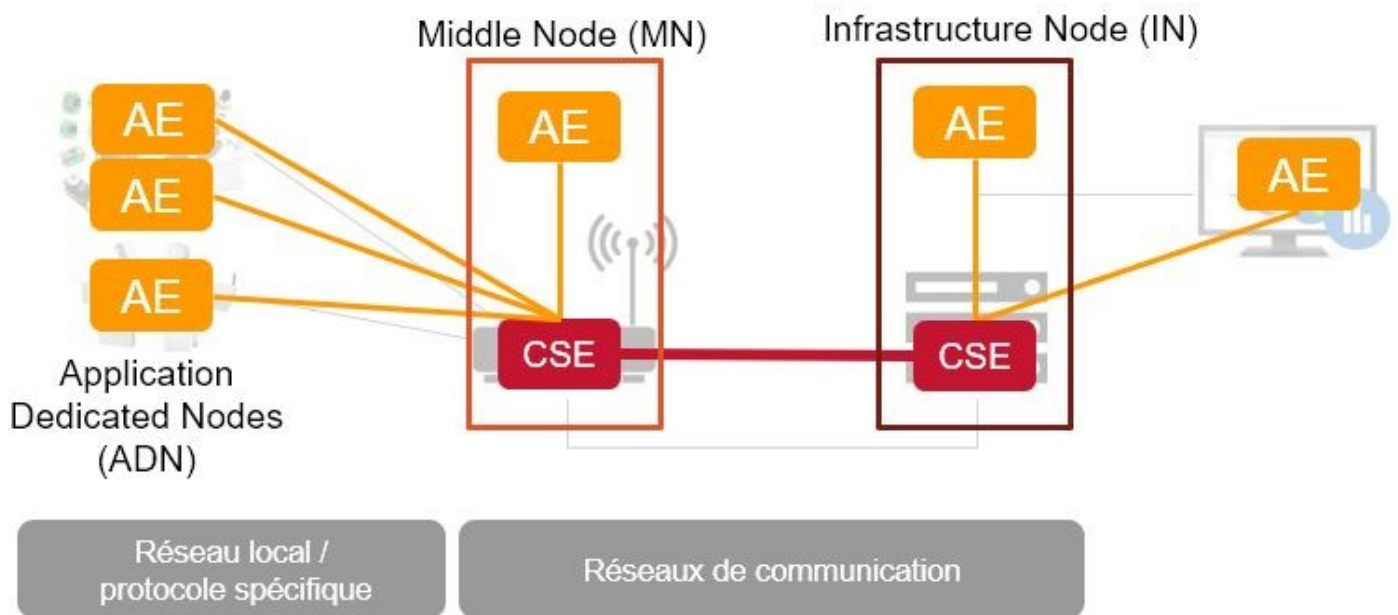 Middle Node (MN)
Infrastructure Node (IN)
AE
AE
AE
AE
AE
AE
CSE
CSE
Application
Dedicated Nodes
(ADN)
Réseau local /
protocole spécifique
Réseaux de communication